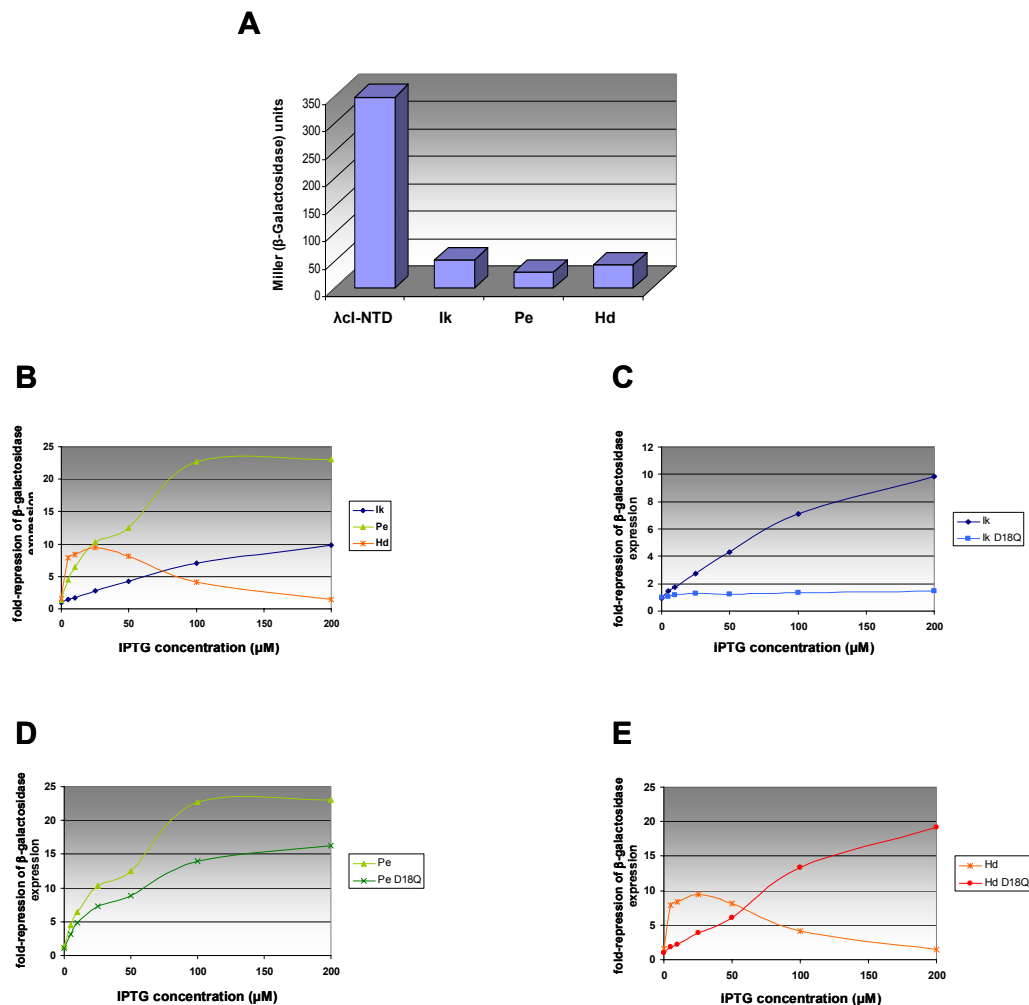 A
Miller (β-Galactosidase) units
350
300
250
200
150
100
50
0
λcI-NTD Ik Pe Hd
B
fold-repression of β-galactosidase
expression
25
20
15
10
5
0
0 50 100 150 200
IPTG concentration (µM)
Ik
Pe
Hd
C
fold-repression of β-galactosidase
expression
12
10
8
6
4
2
0
0 50 100 150 200
IPTG concentration (µM)
Ik
Ik D18Q
D
fold-repression of β-galactosidase
expression
25
20
15
10
5
0
0 50 100 150 200
IPTG concentration (µM)
Pe
Pe D18Q
E
fold-repression of β-galactosidase
expression
25
20
15
10
5
0
0 50 100 150 200
IPTG concentration (µM)
Hd
Hd D18Q